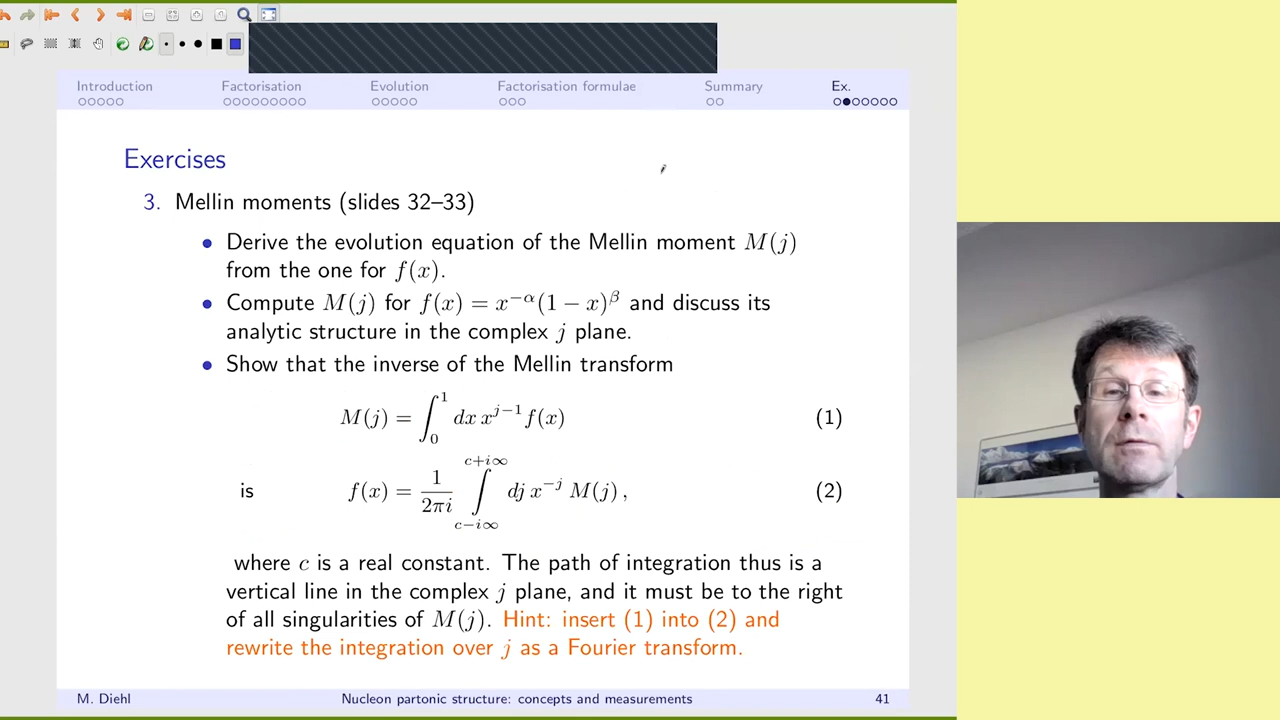 Introduction Factorisation Evolution Factorisation formulae Summary Ex.
Exercises
3. Mellin moments (slides 32–33)
• Derive the evolution equation of the Mellin moment M(j)
from the one for f(x).
• Compute M(j) for f(x) = x^{−α}(1 − x)^β and discuss its
analytic structure in the complex j plane.
• Show that the inverse of the Mellin transform
M(j) = ∫_0^1 dx x^{j−1} f(x) (1)
is f(x) = \frac{1}{2πi} ∫_{c−i∞}^{c+i∞} dj x^{−j} M(j) , (2)
where c is a real constant. The path of integration thus is a
vertical line in the complex j plane, and it must be to the right
of all singularities of M(j). Hint: insert (1) into (2) and
rewrite the integration over j as a Fourier transform.
M. Diehl Nucleon partonic structure: concepts and measurements 41